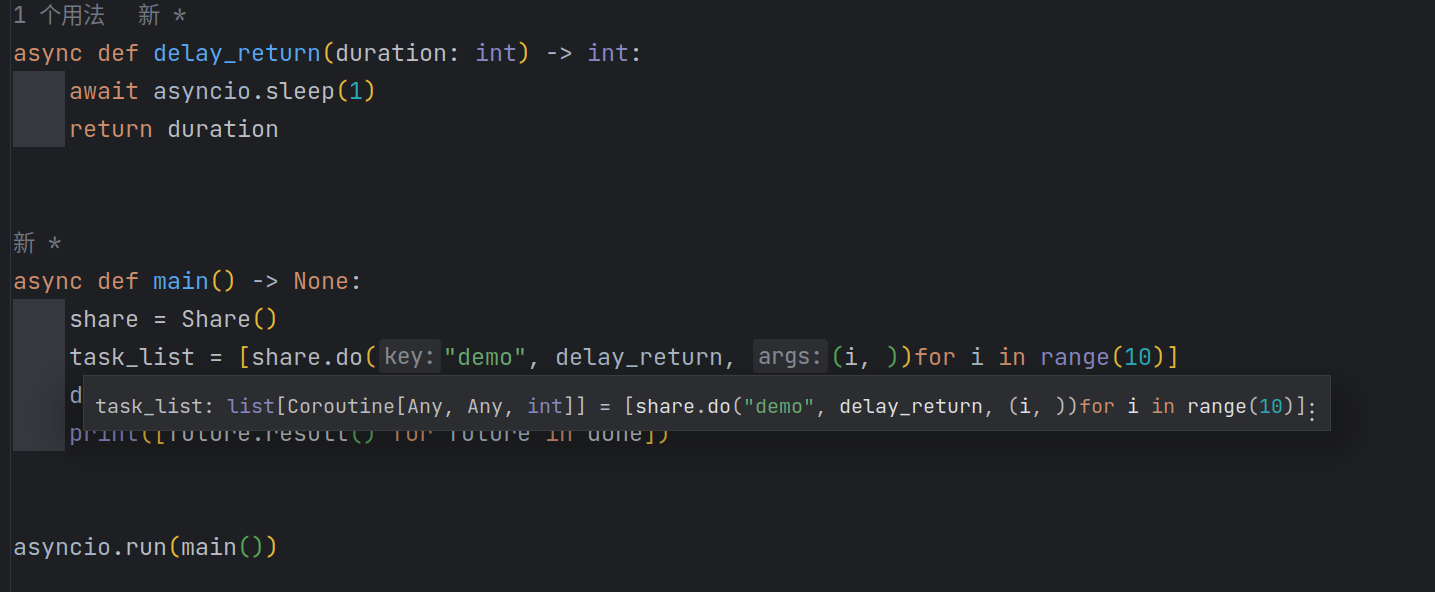 1 个用法 新 *
async def delay_return(duration: int) -> int:
await asyncio.sleep(1)
return duration
新 *
async def main() -> None:
share = Share()
task_list = [share.do(key: "demo", delay_return, args: (i, ))for i in range(10)]
d
task_list: list[Coroutine[Any, Any, int]] = [share.do("demo", delay_return, (i, ))for i in range(10)]
print([future.result() for future in done])
asyncio.run(main())